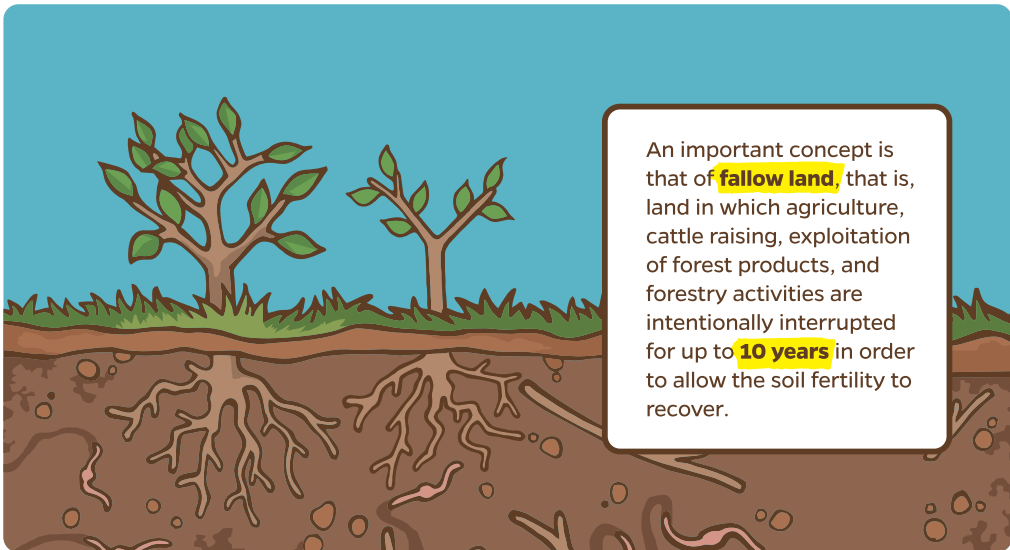 An important concept is
that of fallow land, that is,
land in which agriculture,
cattle raising, exploitation
of forest products, and
forestry activities are
intentionally interrupted
for up to 10 years in order
to allow the soil fertility to
recover.